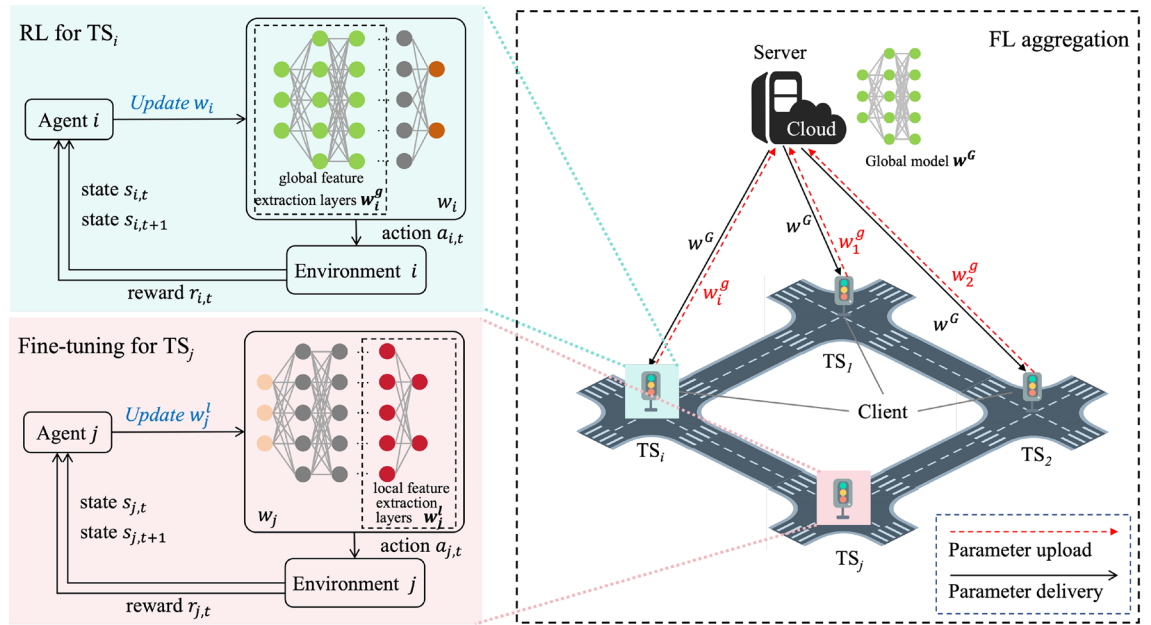 RL for TSᵢ
Agent i
Update wᵢ
...
...
global feature
extraction layers wᵢᵍ
wᵢ
state sᵢ,ₜ
state sᵢ,ₜ₊₁
action aᵢ,ₜ
Environment i
reward rᵢ,ₜ
Fine-tuning for TSⱼ
Agent j
Update wⱼˡ
...
...
local feature
extraction
layers wⱼˡ
wⱼ
state sⱼ,ₜ
state sⱼ,ₜ₊₁
action aⱼ,ₜ
Environment j
reward rⱼ,ₜ
FL aggregation
Server
Cloud
Global model wᴳ
wᴳ
wᵢᵍ
wᴳ
w₁ᵍ
w₂ᵍ
wᴳ
TS₁
Client
TSᵢ
TS₂
TSⱼ
Parameter upload
Parameter delivery